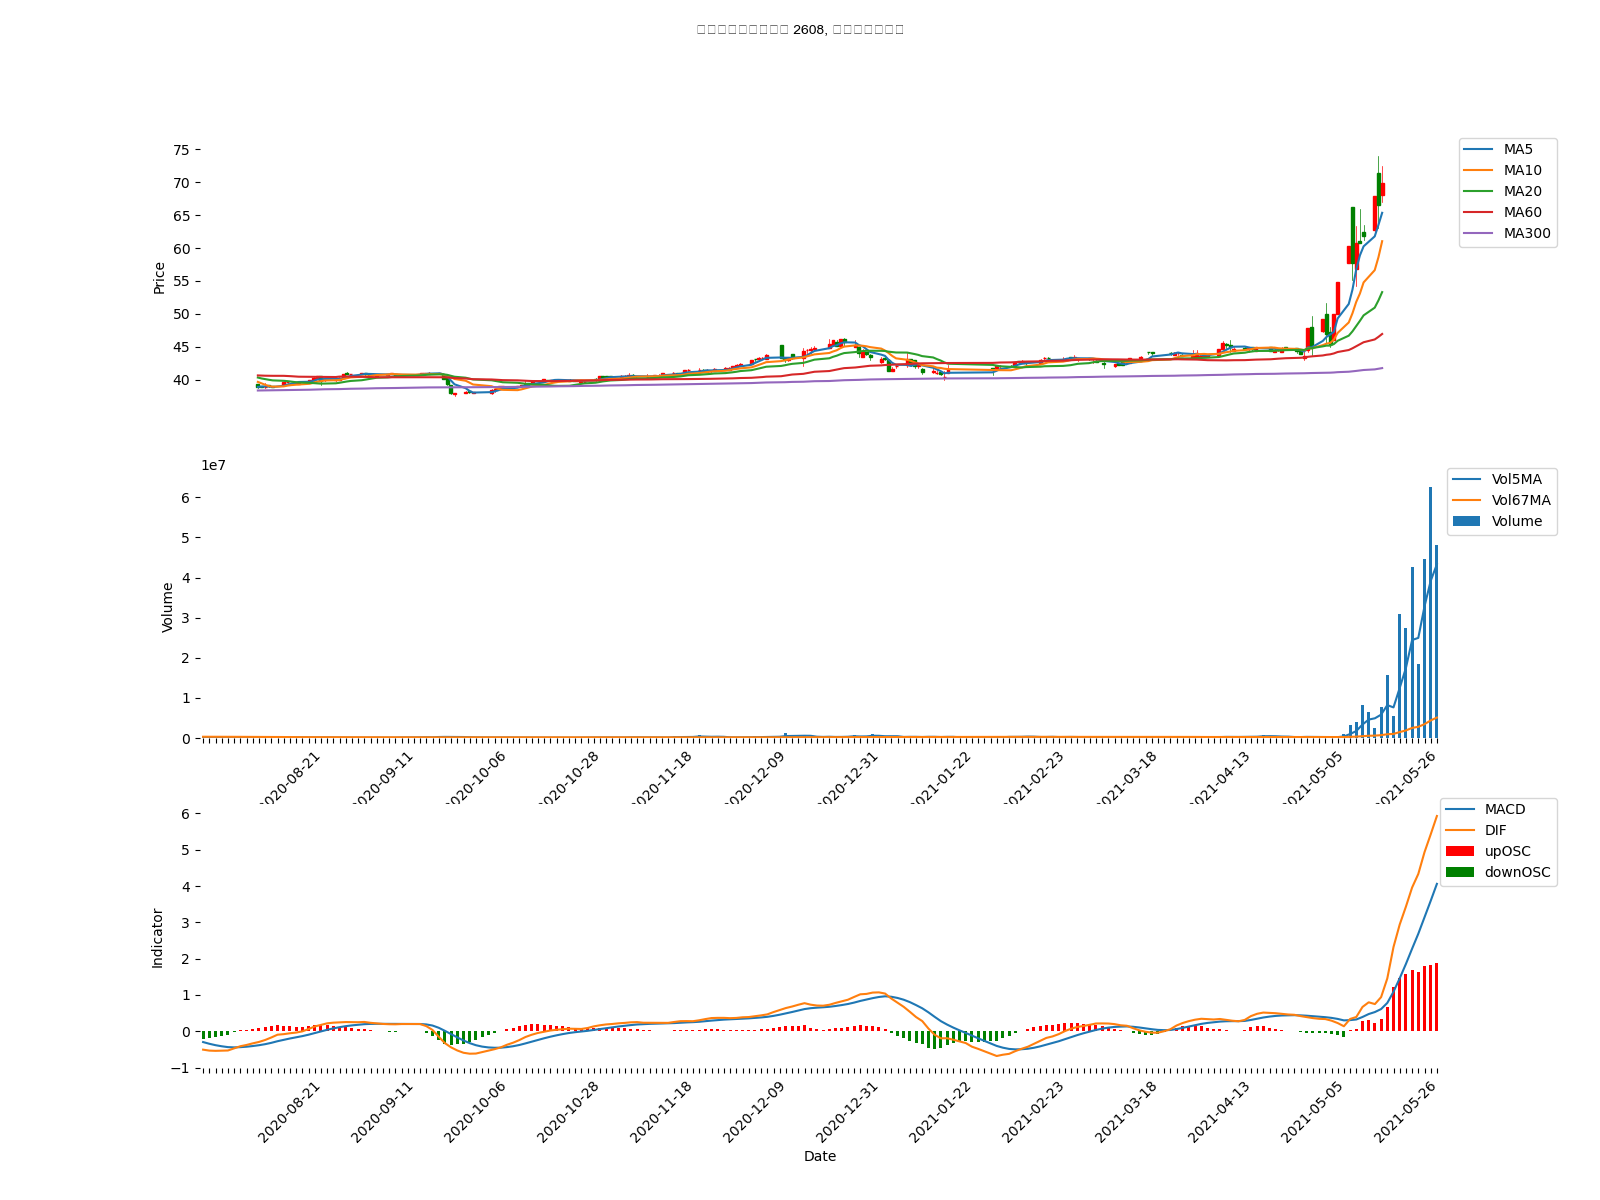 2608,
75
70
65
60
55
50
45
40
Price
MA5
MA10
MA20
MA60
MA300
1e7
6
5
4
3
2
1
0
Volume
Vol5MA
Vol67MA
Volume
2020-08-21
2020-09-11
2020-10-06
2020-10-28
2020-11-18
2020-12-09
2020-12-31
2021-01-22
2021-02-23
2021-03-18
2021-04-13
2021-05-05
2021-05-26
6
5
4
3
2
1
0
−1
Indicator
MACD
DIF
upOSC
downOSC
2020-08-21
2020-09-11
2020-10-06
2020-10-28
2020-11-18
2020-12-09
2020-12-31
2021-01-22
2021-02-23
2021-03-18
2021-04-13
2021-05-05
2021-05-26
Date